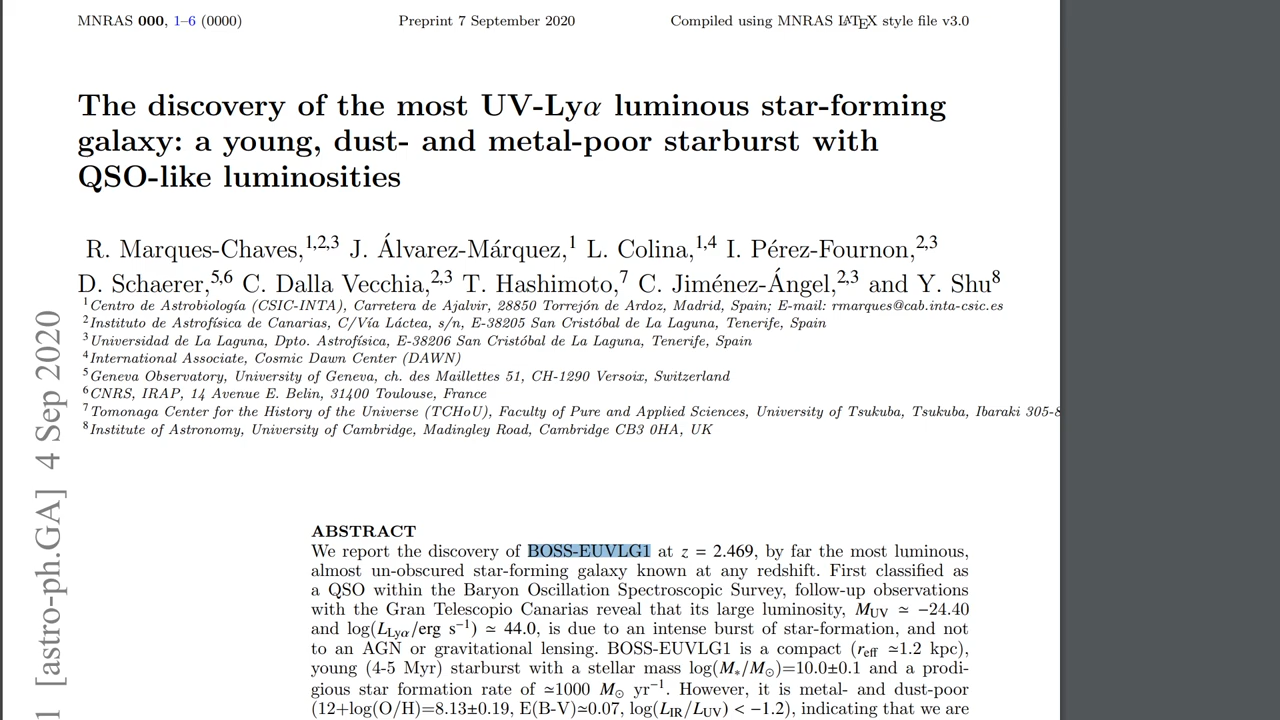 MNRAS 000, 1–6 (0000) Preprint 7 September 2020 Compiled using MNRAS LATEX style file v3.0
The discovery of the most UV-Lyα luminous star-forming
galaxy: a young, dust- and metal-poor starburst with
QSO-like luminosities
R. Marques-Chaves,1,2,3 J. Álvarez-Márquez,1 L. Colina,1,4 I. Pérez-Fournon,2,3
D. Schaerer,5,6 C. Dalla Vecchia,2,3 T. Hashimoto,7 C. Jiménez-Ángel,2,3 and Y. Shu8
1Centro de Astrobiología (CSIC-INTA), Carretera de Ajalvir, 28850 Torrejón de Ardoz, Madrid, Spain; E-mail: rmarques@cab.inta-csic.es
2Instituto de Astrofísica de Canarias, C/Vía Láctea, s/n, E-38205 San Cristóbal de La Laguna, Tenerife, Spain
3Universidad de La Laguna, Dpto. Astrofísica, E-38206 San Cristóbal de La Laguna, Tenerife, Spain
4International Associate, Cosmic Dawn Center (DAWN)
5Geneva Observatory, University of Geneva, ch. des Maillettes 51, CH-1290 Versoix, Switzerland
6CNRS, IRAP, 14 Avenue E. Belin, 31400 Toulouse, France
7Tomonaga Center for the History of the Universe (TCHoU), Faculty of Pure and Applied Sciences, University of Tsukuba, Tsukuba, Ibaraki 305-8
8Institute of Astronomy, University of Cambridge, Madingley Road, Cambridge CB3 0HA, UK
1 [astro-ph.GA] 4 Sep 2020
ABSTRACT
We report the discovery of BOSS-EUVLG1 at z = 2.469, by far the most luminous,
almost un-obscured star-forming galaxy known at any redshift. First classified as
a QSO within the Baryon Oscillation Spectroscopic Survey, follow-up observations
with the Gran Telescopio Canarias reveal that its large luminosity, MUV ≃ −24.40
and log(LLyα/erg s−1) ≃ 44.0, is due to an intense burst of star-formation, and not
to an AGN or gravitational lensing. BOSS-EUVLG1 is a compact (reff ≃1.2 kpc),
young (4-5 Myr) starburst with a stellar mass log(M*/M⊙)=10.0±0.1 and a prodi-
gious star formation rate of ≃1000 M⊙ yr−1. However, it is metal- and dust-poor
(12+log(O/H)=8.13±0.19, E(B-V)≃0.07, log(LIR/LUV) < −1.2), indicating that we are